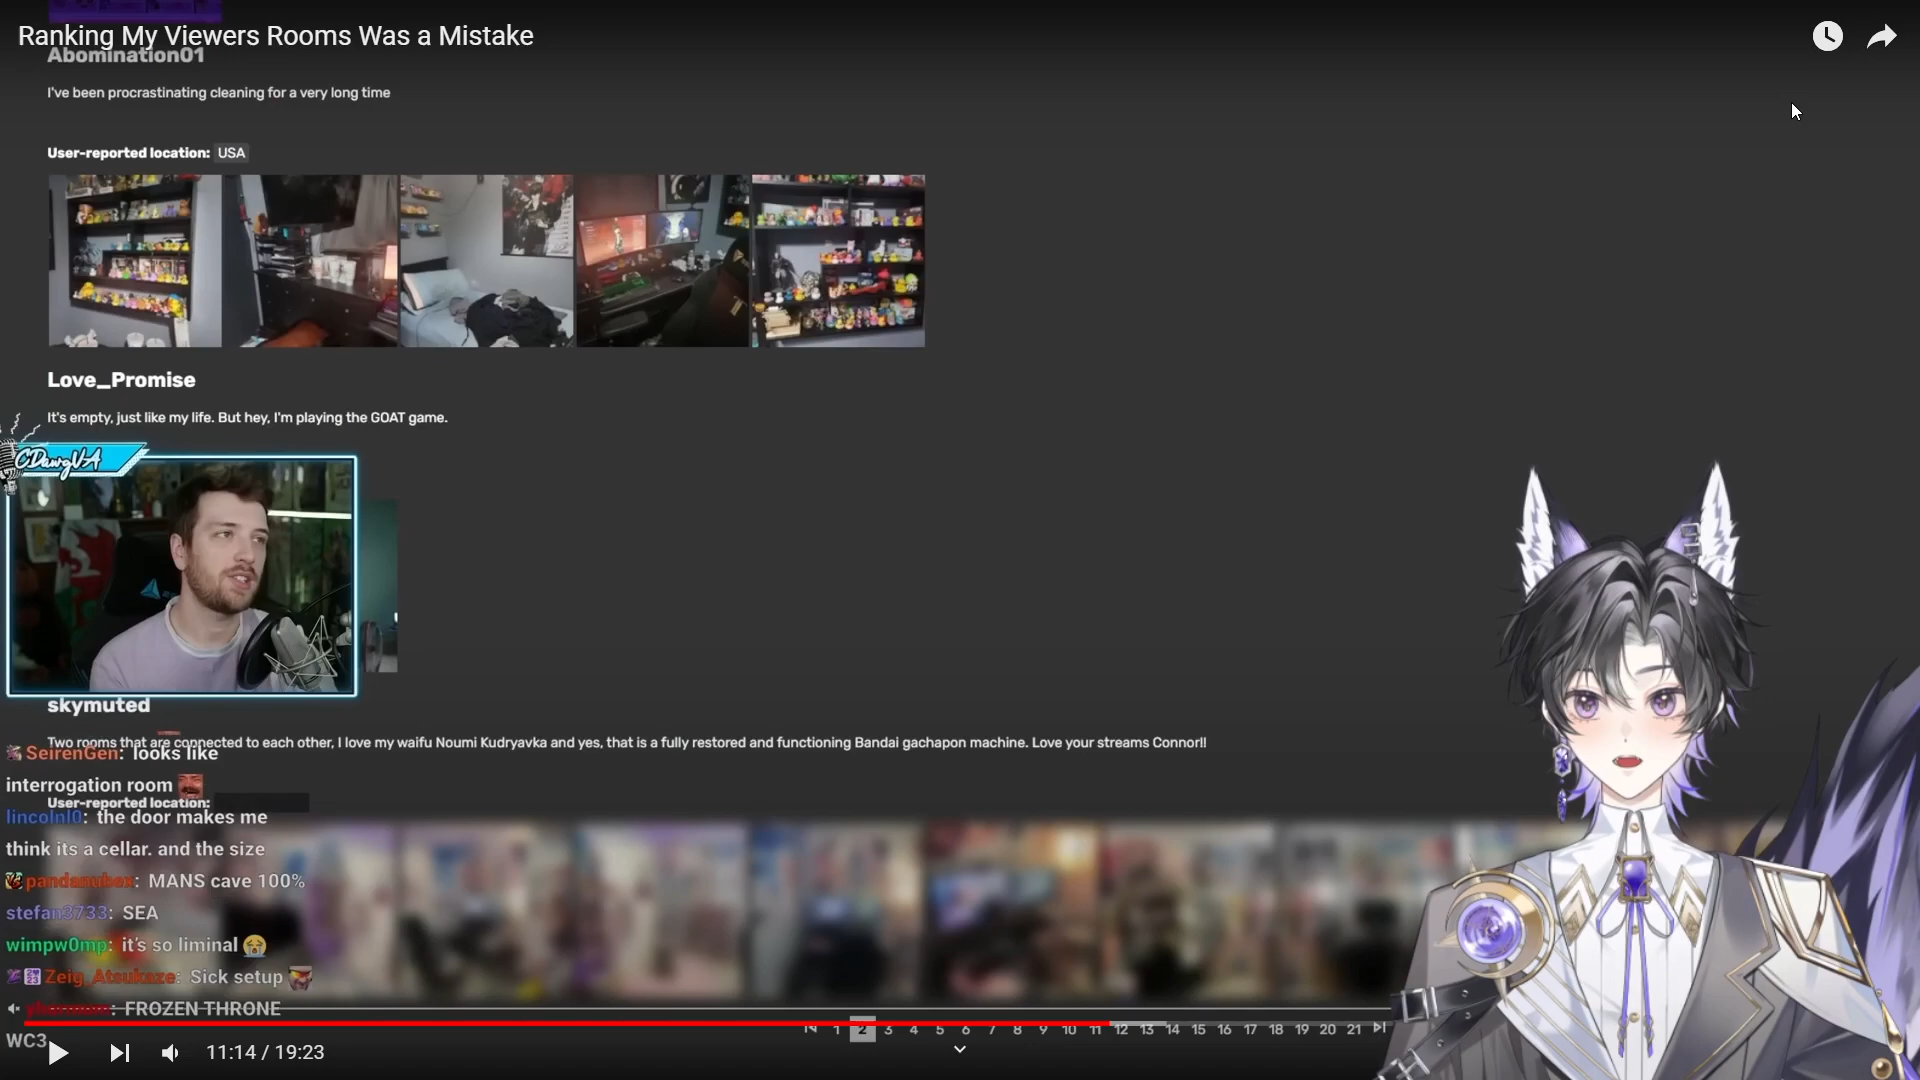 Ranking My Viewers Rooms Was a Mistake
Abomination01
I've been procrastinating cleaning for a very long time
User-reported location: USA
Love_Promise
It's empty, just like my life. But hey, I'm playing the GOAT game.
CDawgVA
skymuted
Two rooms that are connected to each other, I love my waifu Noumi Kudryavka and yes, that is a fully restored and functioning Bandai gachapon machine. Love your streams Connor!!
SeirenGen: looks like
interrogation room
User-reported location:
lincolnl0: the door makes me
think its a cellar. and the size
pandanubox: MANS cave 100%
stefan3733: SEA
wimpw0mp: it's so liminal
Zeig_Atsukaze: Sick setup
: FROZEN THRONE
WC3
1 2 3 4 5 6 7 8 9 10 11 12 13 14 15 16 17 18 19 20 21
11:14 / 19:23